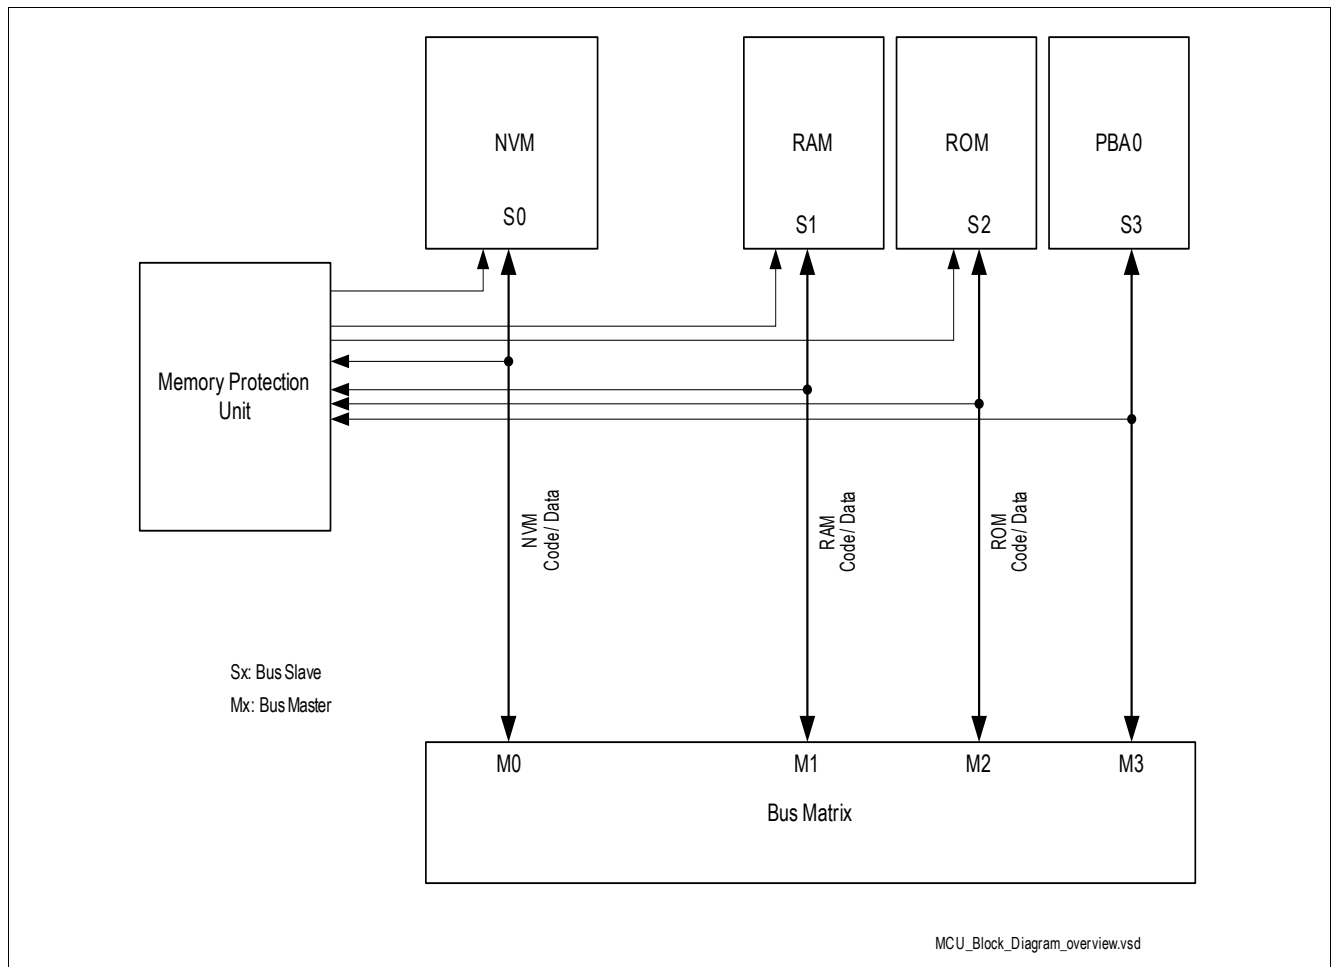 NVM
S0
RAM
S1
ROM
S2
PBA0
S3
Memory Protection
Unit
NVM
Code/ Data
RAM
Code/ Data
ROM
Code/ Data
Sx: Bus Slave
Mx: Bus Master
M0
M1
M2
M3
Bus Matrix
MCU_Block_Diagram_overview.vsd